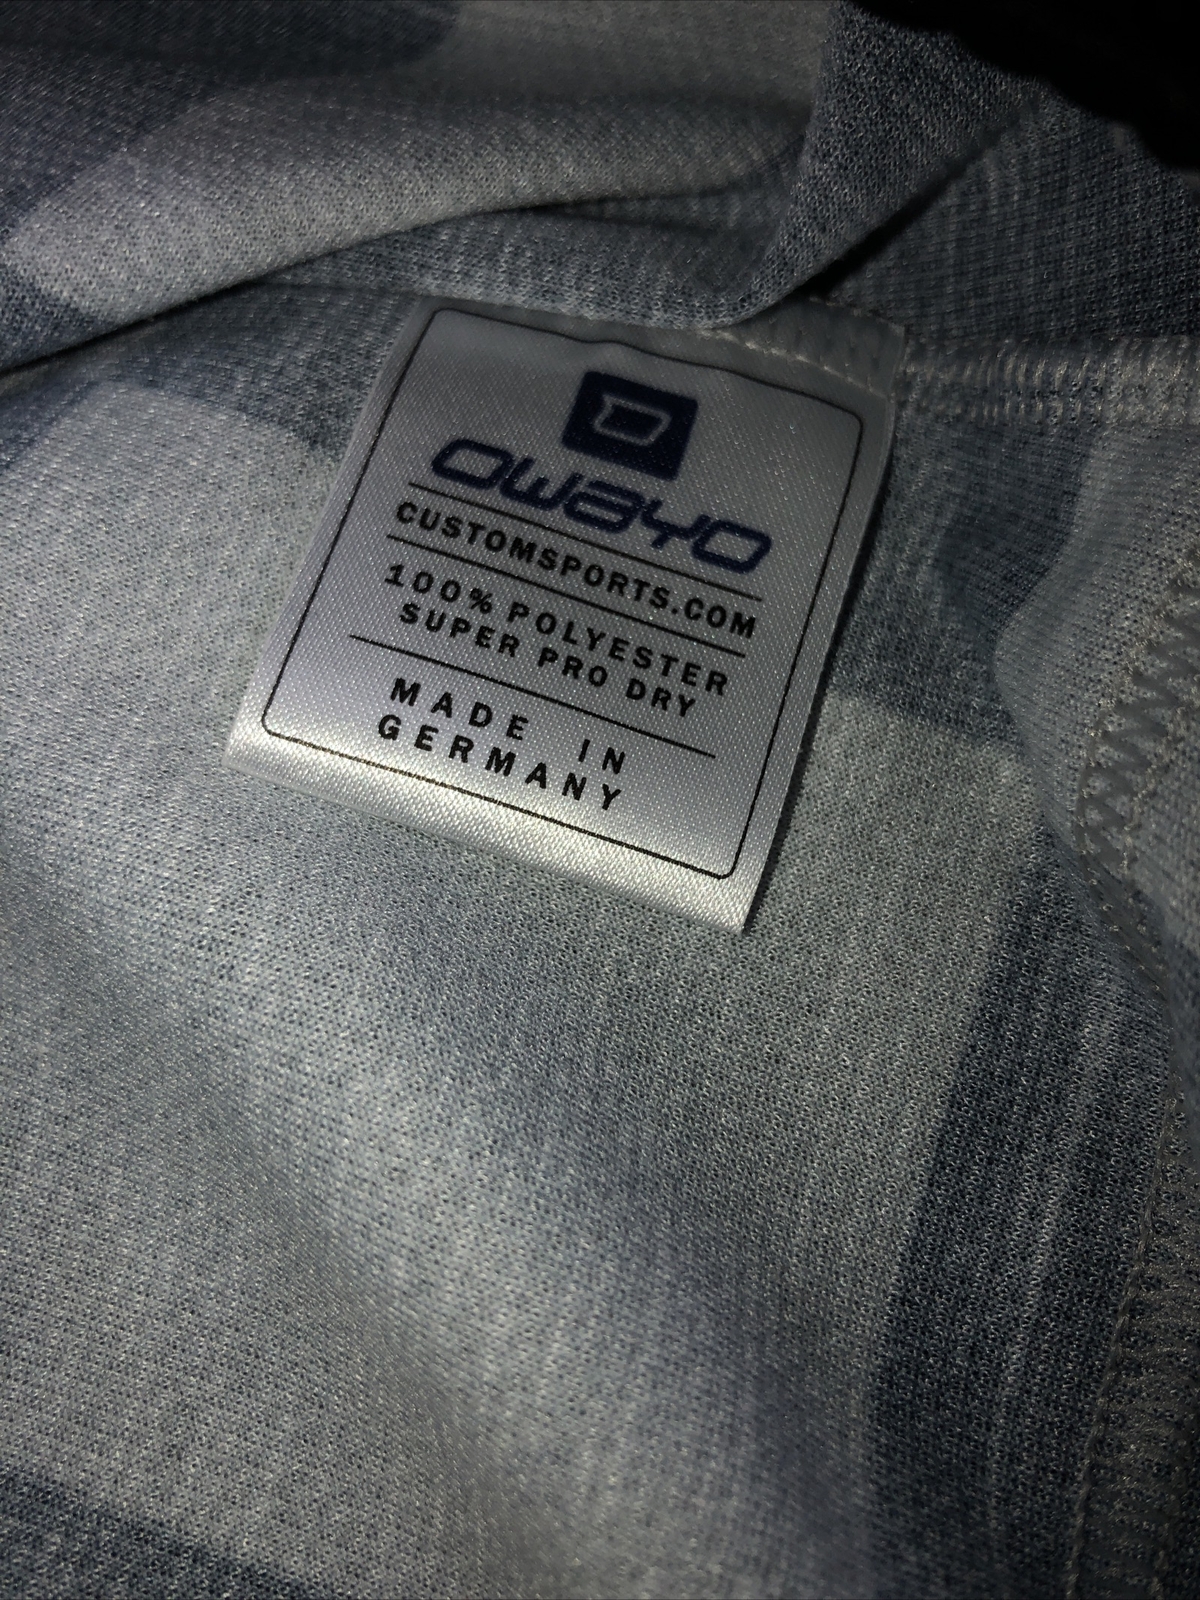 owayo
CUSTOMSPORTS.COM
100% POLYESTER
SUPER PRO DRY
MADE IN
GERMANY